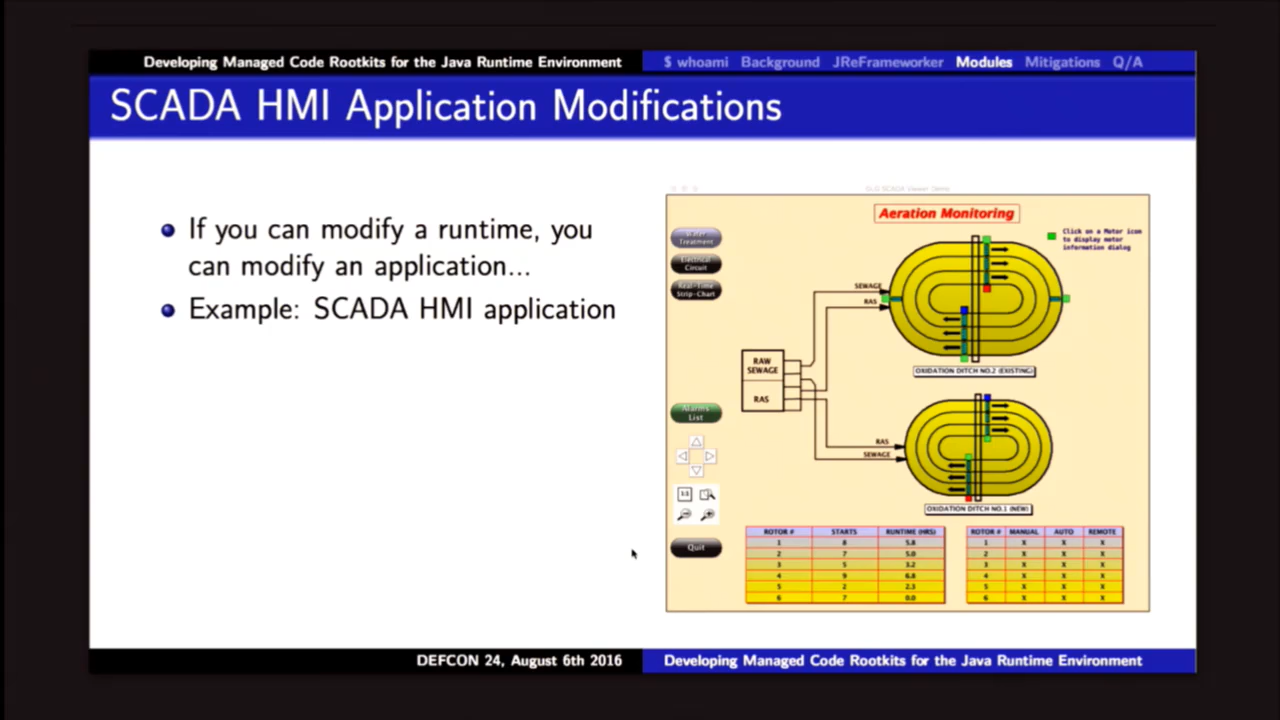 Developing Managed Code Rootkits for the Java Runtime Environment
$ whoami Background JReFrameworker Modules Mitigations Q/A
SCADA HMI Application Modifications
If you can modify a runtime, you
can modify an application...
Example: SCADA HMI application
GLG SCADA Viewer Demo
Aeration Monitoring
Click on a Motor icon
to display motor
information dialog
Water
Treatment
Electrical
Circuit
Real-Time
Strip-Chart
SEWAGE
RAS
RAW
SEWAGE
RAS
OXIDATION DITCH NO.2 (EXISTING)
Alarms
List
RAS
SEWAGE
1:1
OXIDATION DITCH NO.1 (NEW)
Quit
ROTOR # STARTS RUNTIME (HRS)
1 8 5.8
2 7 5.0
3 5 3.2
4 9 6.8
5 2 2.3
6 7 0.0
ROTOR # MANUAL AUTO REMOTE
1 X X X
2 X X X
3 X X X
4 X X X
5 X X X
6 X X X
DEFCON 24, August 6th 2016
Developing Managed Code Rootkits for the Java Runtime Environment